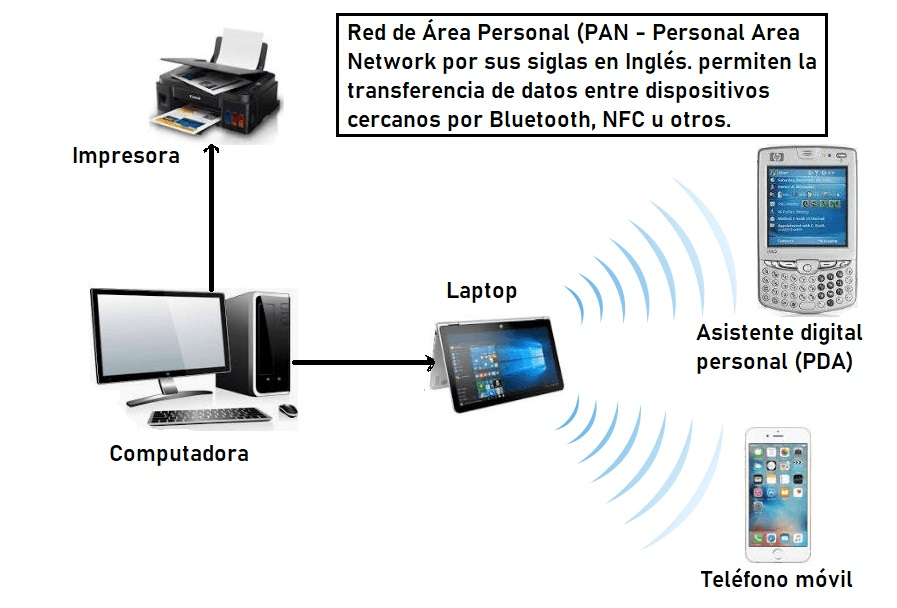 Red de Área Personal (PAN - Personal Area
Network por sus siglas en Inglés. permiten la
transferencia de datos entre dispositivos
cercanos por Bluetooth, NFC u otros.
Impresora
Laptop
Asistente digital
personal (PDA)
Computadora
Teléfono móvil